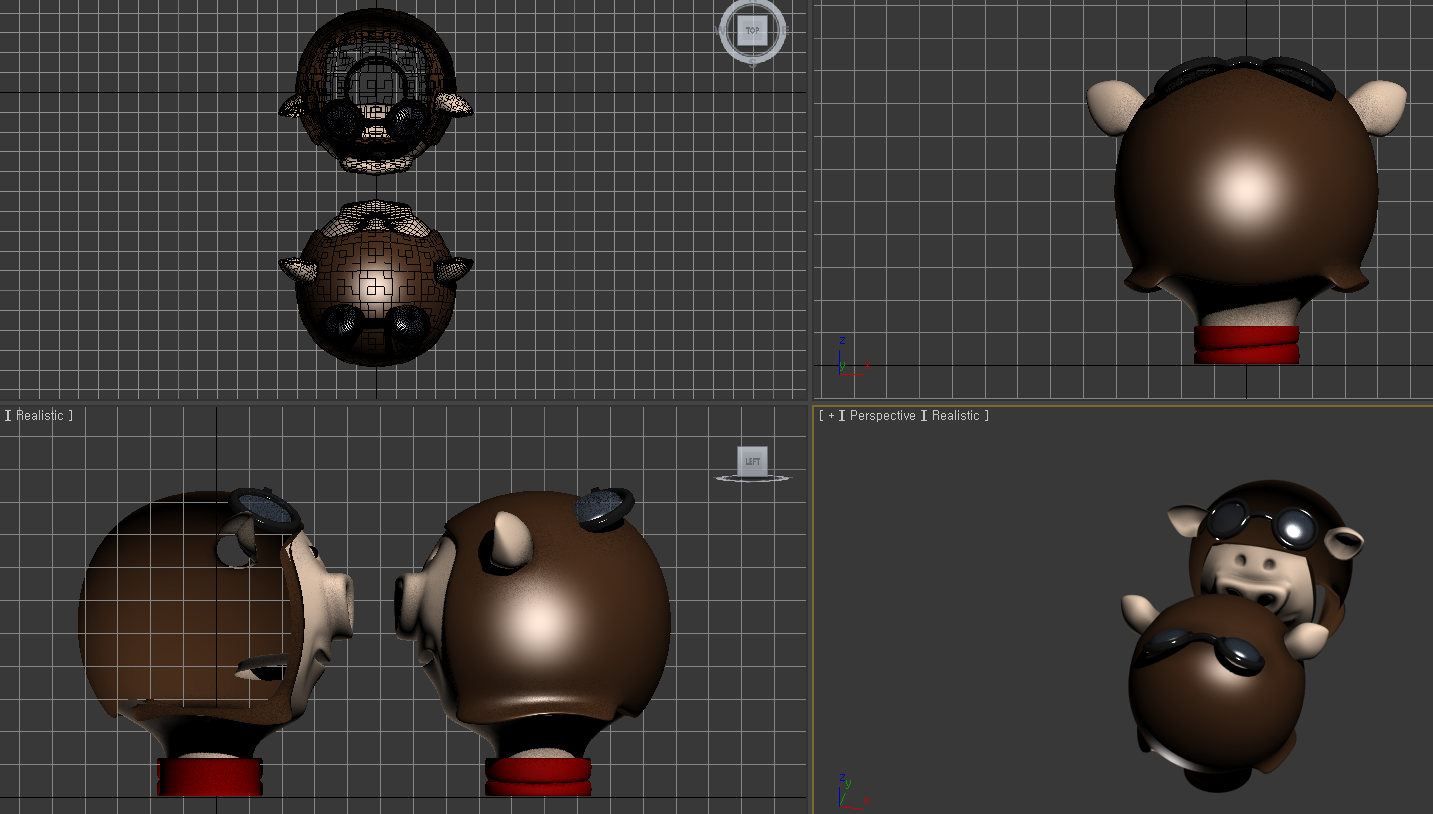 TOP
S
z
y
x
[ Realistic ]
LEFT
[ + ] [ Perspective ] [ Realistic ]
z
y
x